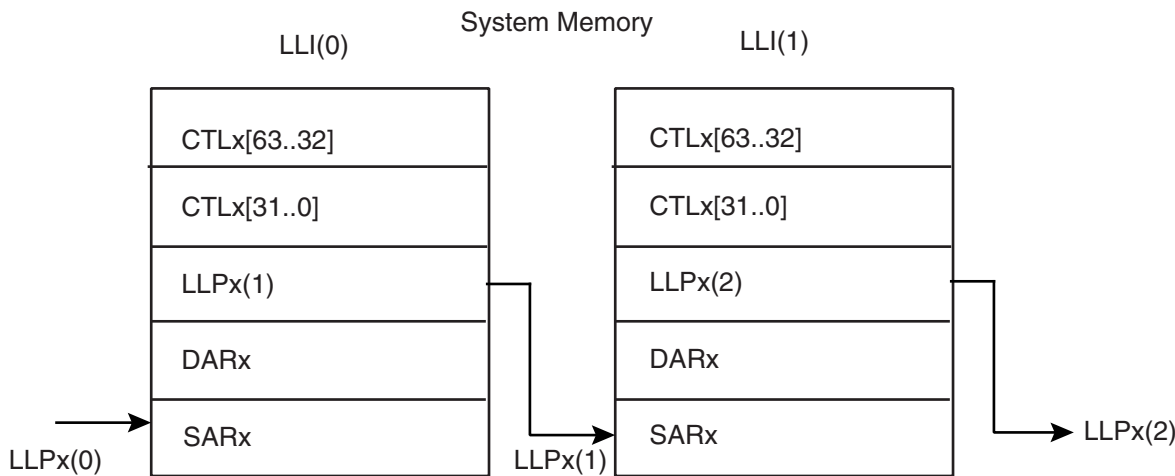 System Memory
LLI(0)
LLI(1)
CTLx[63..32]
CTLx[63..32]
CTLx[31..0]
CTLx[31..0]
LLPx(1)
LLPx(2)
DARx
DARx
SARx
SARx
LLPx(0)
LLPx(1)
LLPx(2)